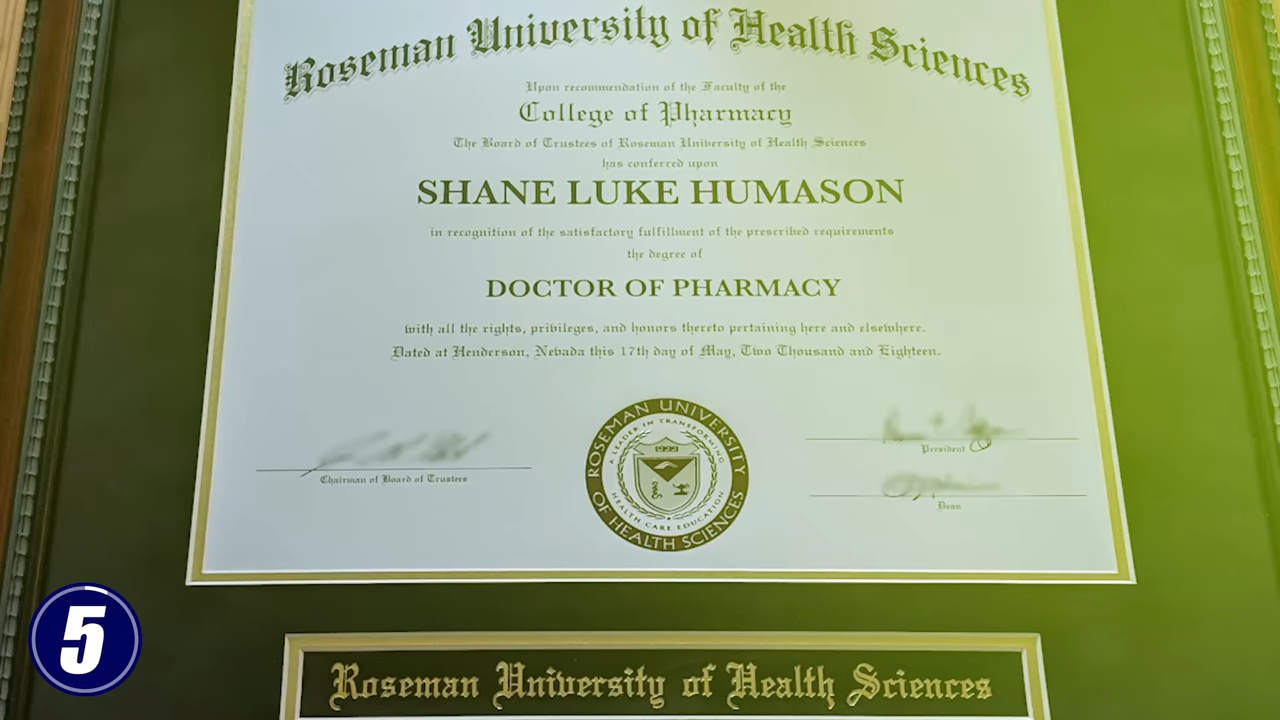 Roseman University of Health Sciences
Upon recommendation of the Faculty of the
College of Pharmacy
The Board of Trustees of Roseman University of Health Sciences
has conferred upon
SHANE LUKE HUMASON
in recognition of the satisfactory fulfillment of the prescribed requirements
the degree of
DOCTOR OF PHARMACY
with all the rights, privileges, and honors thereto pertaining here and elsewhere.
Dated at Henderson, Nevada this 17th day of May, Two Thousand and Eighteen.
Chairman of Board of Trustees
ROSEMAN UNIVERSITY OF HEALTH SCIENCES
A LEADER IN TRANSFORMING HEALTH CARE EDUCATION
1999
President
Dean
5
Roseman University of Health Sciences